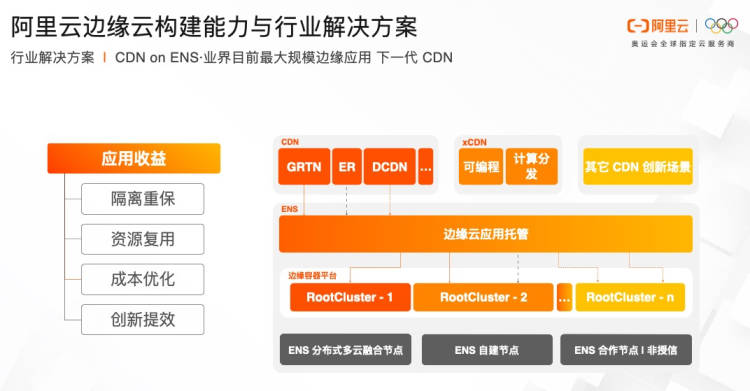 阿里云边缘云构建能力与行业解决方案
阿里云
奥运会全球指定云服务商
行业解决方案 | CDN on ENS·业界目前最大规模边缘应用 下一代 CDN
应用收益
隔离重保
资源复用
成本优化
创新提效
CDN
GRTN
ER
DCDN
...
xCDN
可编程
计算分
发
其它 CDN 创新场景
ENS
边缘云应用托管
边缘容器平台
RootCluster - 1
RootCluster - 2
...
RootCluster - n
ENS 分布式多云融合节点
ENS 自建节点
ENS 合作节点 | 非授信